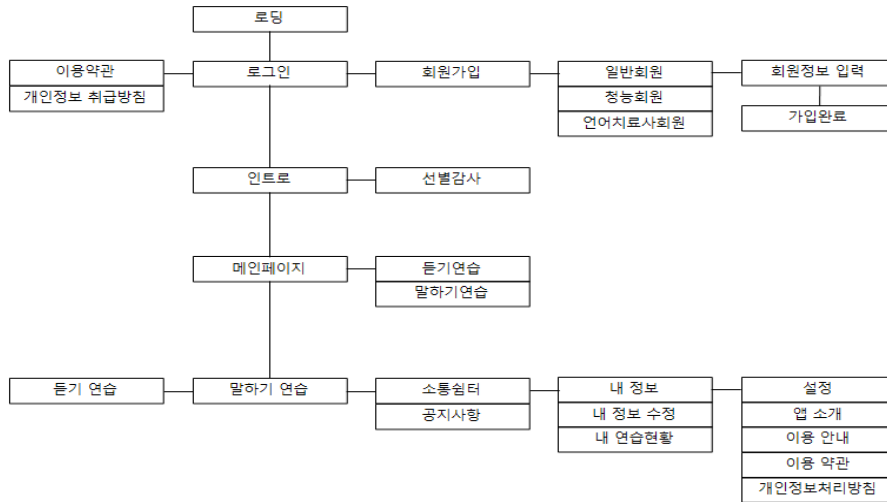 로딩
이용약관
로그인
회원가입
일반회원
회원정보 입력
개인정보 취급방침
청능회원
언어치료사회원
가입완료
인트로
선별감사
메인페이지
듣기연습
말하기연습
듣기 연습
말하기 연습
소통쉼터
내 정보
설정
공지사항
내 정보 수정
앱 소개
내 연습현황
이용 안내
이용 약관
개인정보처리방침